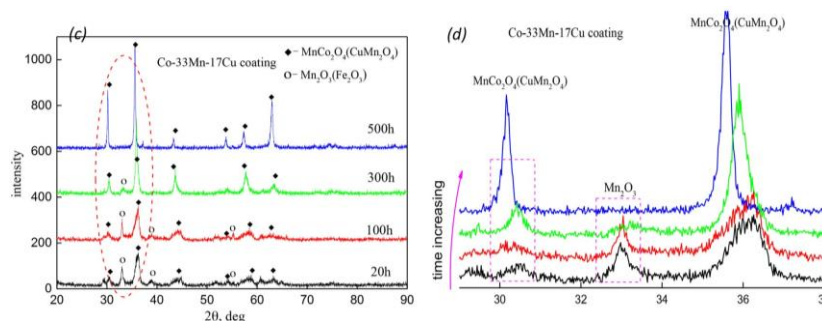 (c)
Co-33Mn-17Cu coating
◆- MnCo₂O₄(CuMn₂O₄)
○- Mn₂O₃(Fe₂O₃)
1000
800
600
400
200
0
intensity
500h
300h
100h
20h
20 30 40 50 60 70 80 90
2θ, deg
(d)
Co-33Mn-17Cu coating
MnCo₂O₄(CuMn₂O₄)
MnCo₂O₄(CuMn₂O₄)
Mn₂O₃
time increasing
30 32 34 36 38